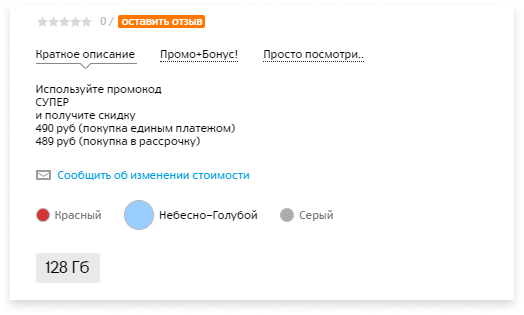 0 / оставить отзыв
Краткое описание Промо+Бонус! Просто посмотри..
Используйте промокод
СУПЕР
и получите скидку
490 руб (покупка единым платежом)
489 руб (покупка в рассрочку)
Сообщить об изменении стоимости
Красный Небесно-Голубой Серый
128 Гб